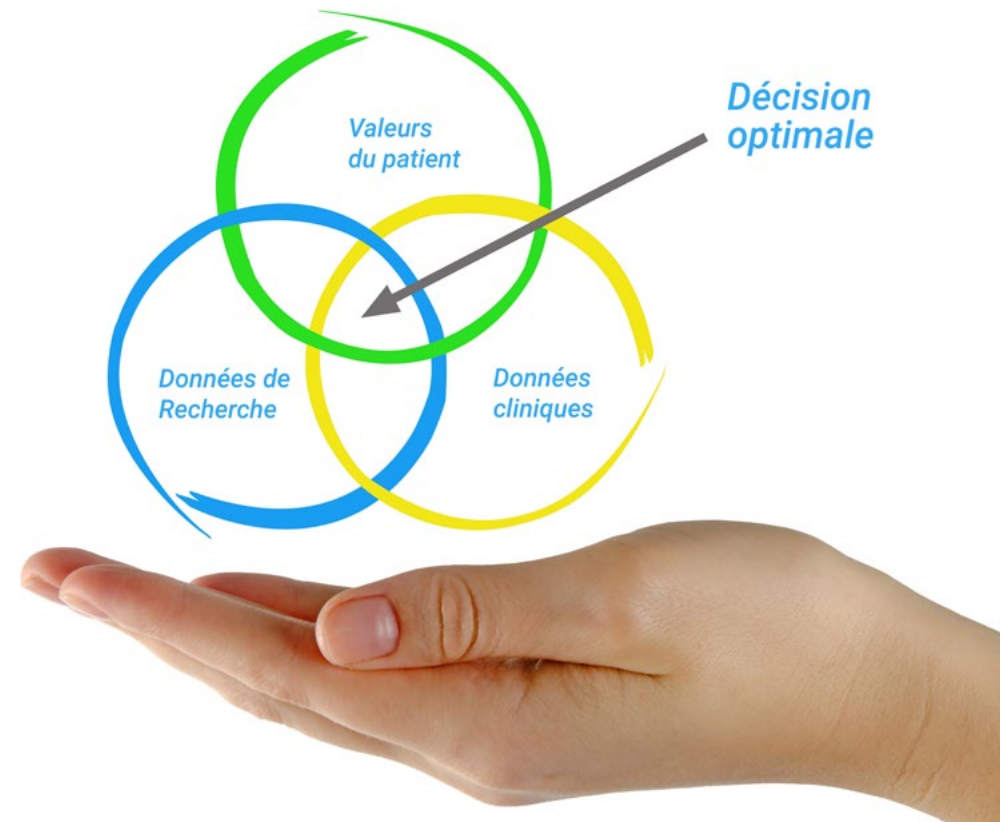 Valeurs
du patient
Décision
optimale
Données de
Recherche
Données
cliniques